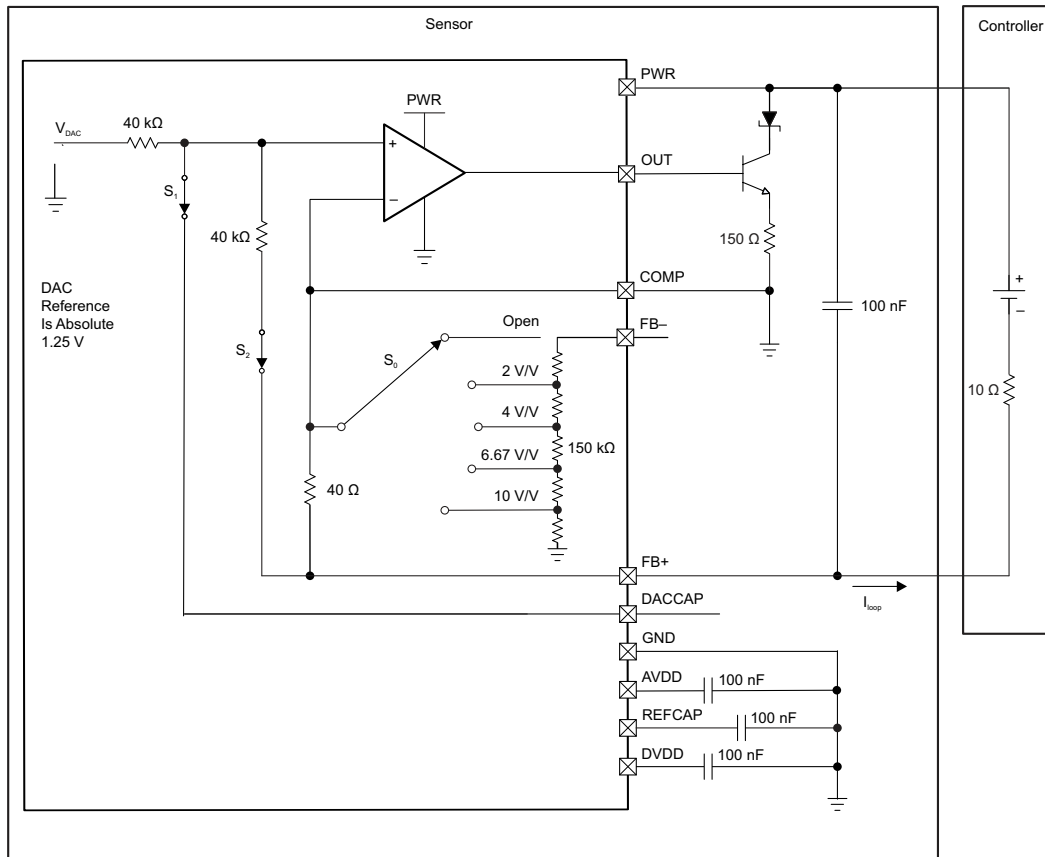 Sensor
Controller
PWR
PWR
40 kΩ
V_DAC
+
OUT
S₁
–
40 kΩ
150 Ω
DAC
Reference
Is Absolute
1.25 V
COMP
+
100 nF
–
Open
FB–
S₂
S₀
2 V/V
10 Ω
4 V/V
150 kΩ
6.67 V/V
40 Ω
10 V/V
FB+
DACCAP
I_loop
GND
AVDD
100 nF
REFCAP
100 nF
DVDD
100 nF